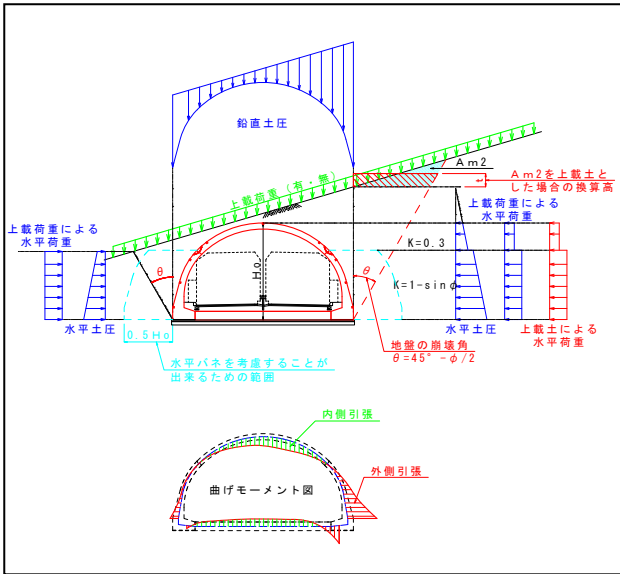 鉛直土圧
Am2
上載荷重(有・無)
Am2を上載土と
した場合の換算高
t
上載荷重による
水平荷重
上載荷重による
水平荷重
K=0.3
θ
Ho
θ
K=1-sinφ
水平土圧
水平土圧
上載土による
水平荷重
0.5Ho
地盤の崩壊角
θ=45°-φ/2
水平バネを考慮することが
出来るための範囲
内側引張
外側引張
曲げモーメント図